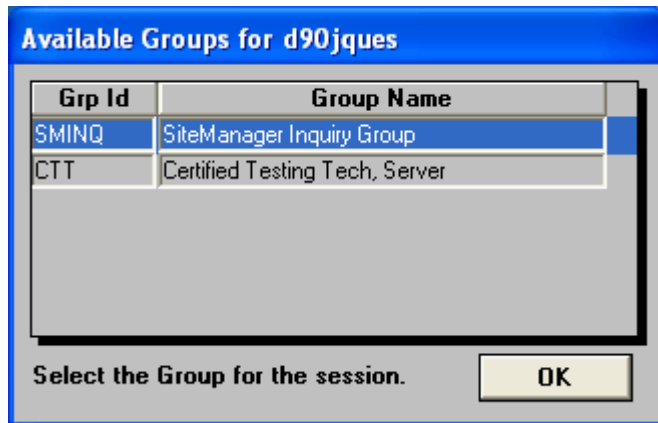 Available Groups for d90jques
Grp Id Group Name
SMINQ SiteManager Inquiry Group
CTT Certified Testing Tech, Server
Select the Group for the session. OK